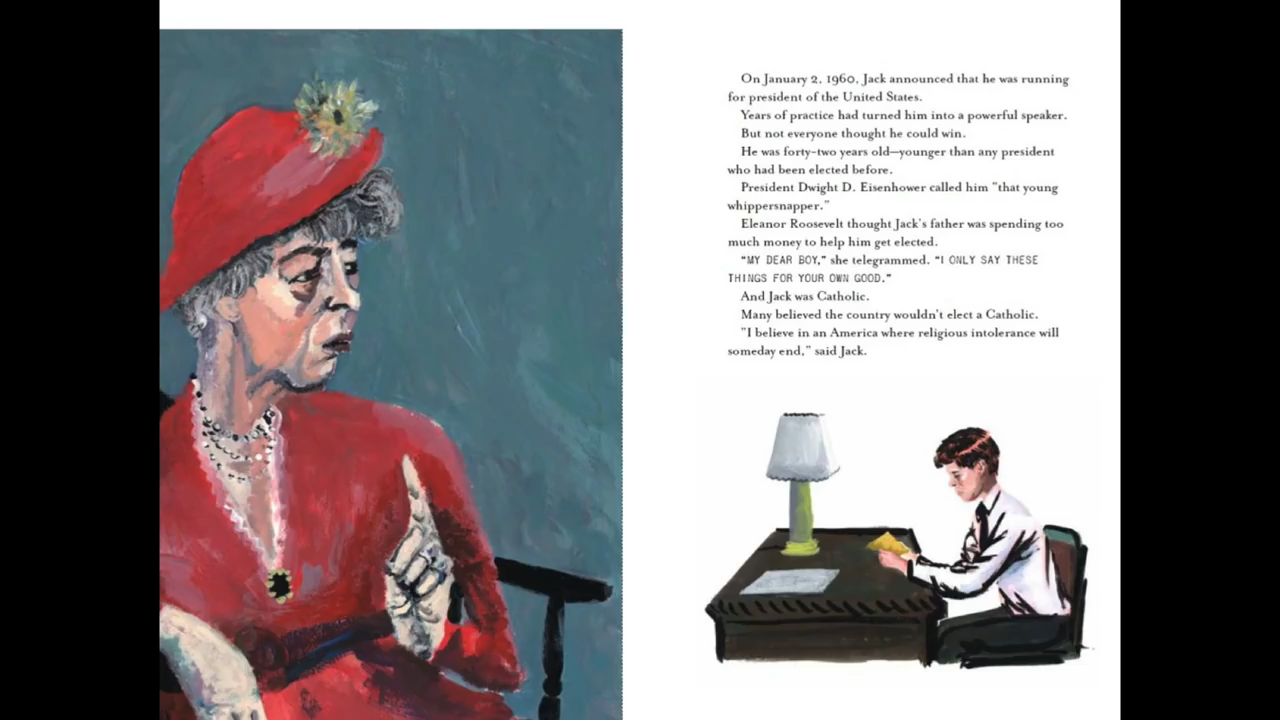 On January 2, 1960, Jack announced that he was running
for president of the United States.
Years of practice had turned him into a powerful speaker.
But not everyone thought he could win.
He was forty-two years old—younger than any president
who had been elected before.
President Dwight D. Eisenhower called him "that young
whippersnapper."
Eleanor Roosevelt thought Jack's father was spending too
much money to help him get elected.
"MY DEAR BOY," she telegrammed. "I ONLY SAY THESE
THINGS FOR YOUR OWN GOOD."
And Jack was Catholic.
Many believed the country wouldn't elect a Catholic.
"I believe in an America where religious intolerance will
someday end," said Jack.